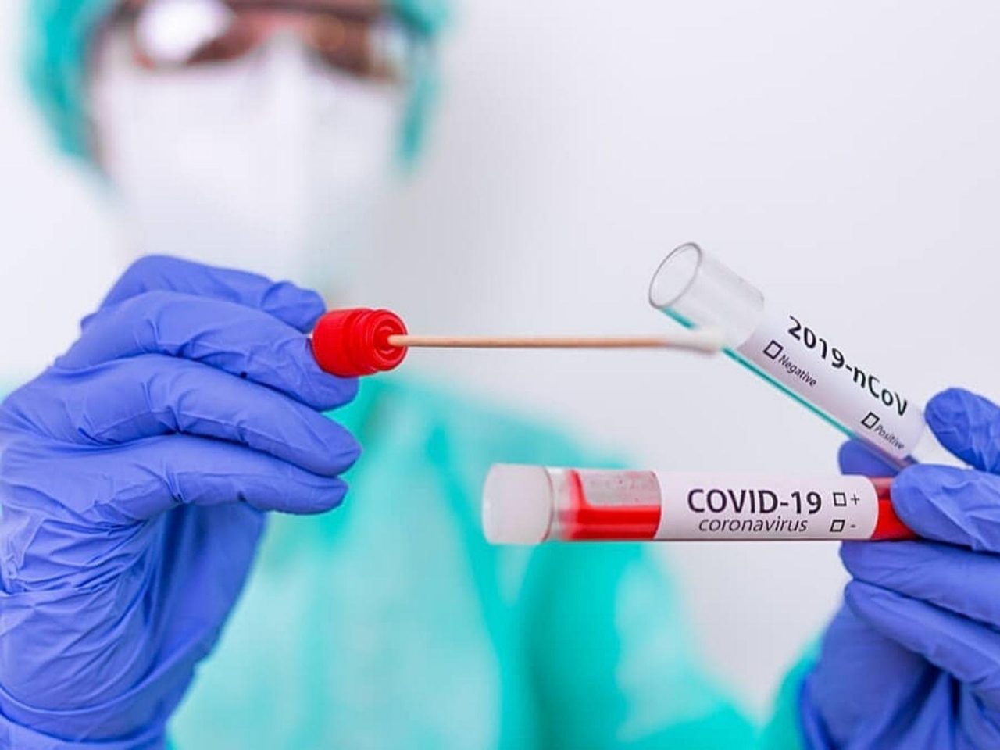 2019-nCoV
☐ Negative
☐ Positive
COVID-19 ☐ +
coronavirus ☐ -